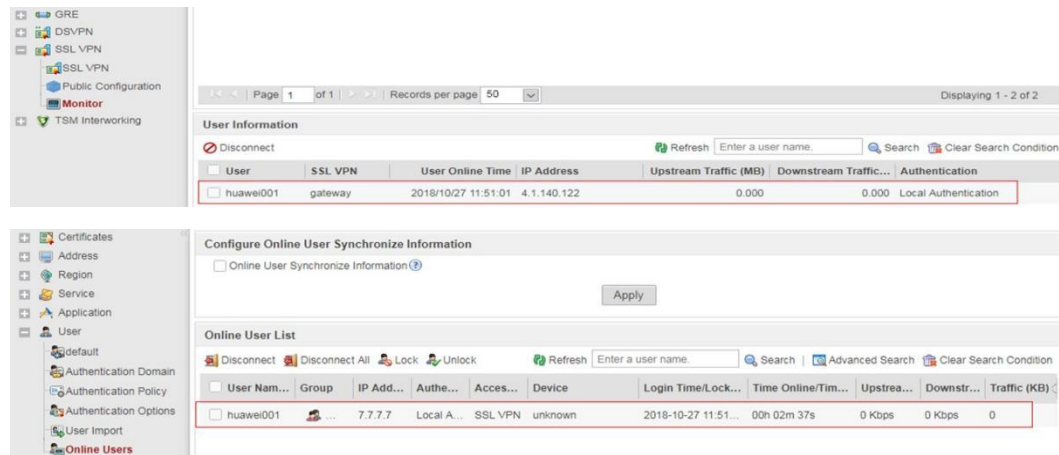 GRE
DSVPN
SSL VPN
SSL VPN
Public Configuration
Monitor
TSM Interworking
Page 1 of 1 Records per page 50 Displaying 1 - 2 of 2
User Information
Disconnect Refresh Enter a user name. Search Clear Search Condition
User SSL VPN User Online Time IP Address Upstream Traffic (MB) Downstream Traffic... Authentication
huawei001 gateway 2018/10/27 11:51:01 4.1.140.122 0.000 0.000 Local Authentication
Certificates
Address
Region
Service
Application
User
default
Authentication Domain
Authentication Policy
Authentication Options
User Import
Online Users
Configure Online User Synchronize Information
Online User Synchronize Information
Apply
Online User List
Disconnect Disconnect All Lock Unlock Refresh Enter a user name. Search | Advanced Search Clear Search Condition
User Nam... Group IP Add... Authe... Acces... Device Login Time/Lock... Time Online/Tim... Upstrea... Downstr... Traffic (KB)
huawei001 ... 7.7.7.7 Local A... SSL VPN unknown 2018-10-27 11:51... 00h 02m 37s 0 Kbps 0 Kbps 0